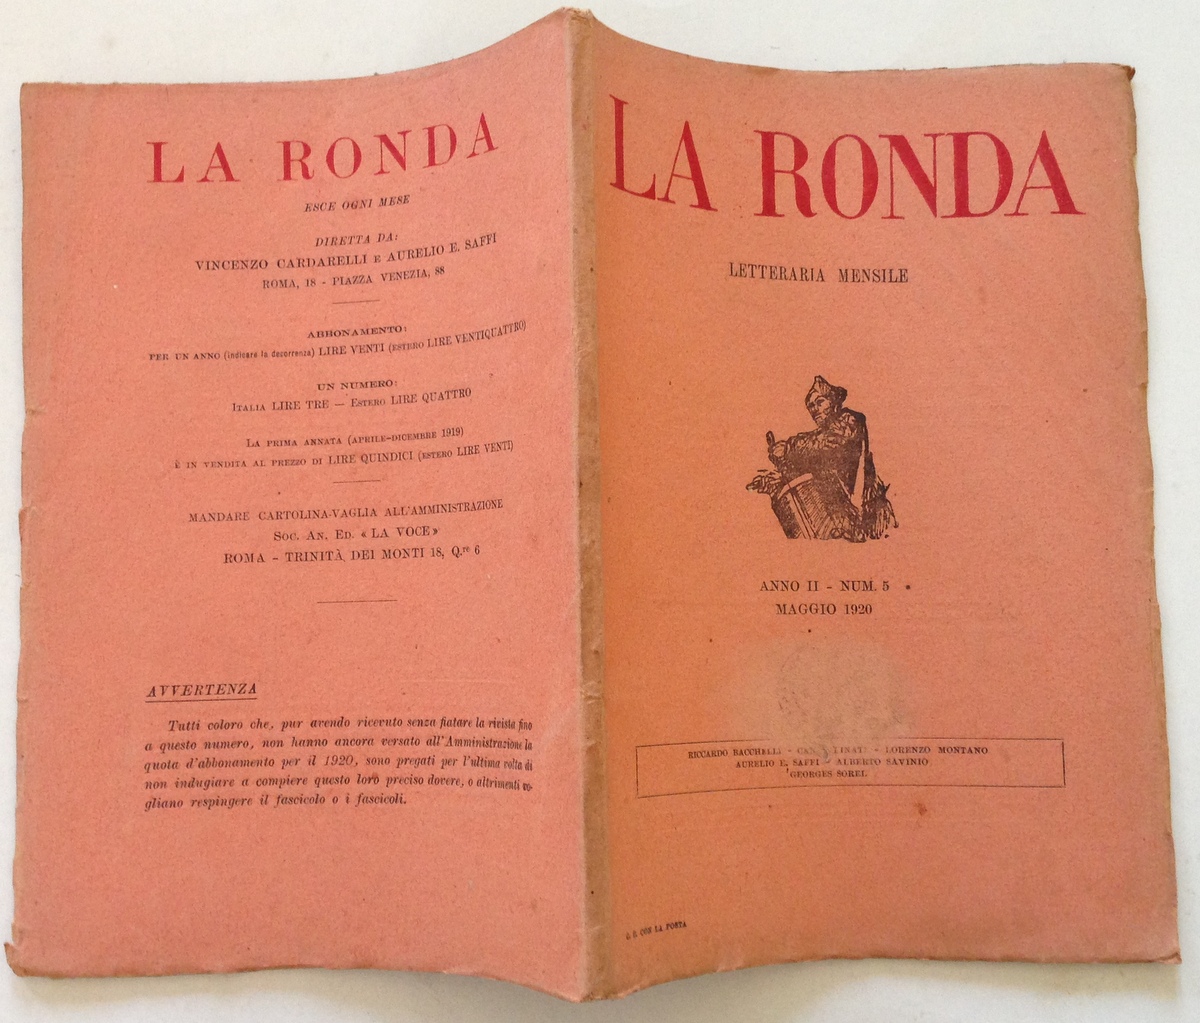 LA RONDA
ESCE OGNI MESE
DIRETTA DA:
VINCENZO CARDARELLI E AURELIO E. SAFFI
ROMA, 18 - PIAZZA VENEZIA, 88
ABBONAMENTO:
PER UN ANNO (indicare la decorrenza) LIRE VENTI (ESTERO LIRE VENTIQUATTRO)
UN NUMERO:
ITALIA LIRE TRE — ESTERO LIRE QUATTRO
LA PRIMA ANNATA (APRILE-DICEMBRE 1919)
È IN VENDITA AL PREZZO DI LIRE QUINDICI (ESTERO LIRE VENTI)
MANDARE CARTOLINA-VAGLIA ALL'AMMINISTRAZIONE
SOC. AN. ED. « LA VOCE »
ROMA - TRINITÀ DEI MONTI 18, Q.re 6
AVVERTENZA
Tutti coloro che, pur avendo ricevuto senza fiatare la rivista fino
a questo numero, non hanno ancora versato all'Amministrazione la
quota d'abbonamento per il 1920, sono pregati per l'ultima volta di
non indugiare a compiere questo loro preciso dovere, o altrimenti vo-
gliano respingere il fascicolo o i fascicoli.
LA RONDA
LETTERARIA MENSILE
ANNO II - NUM. 5
MAGGIO 1920
RICCARDO BACCHELLI - LINATI - LORENZO MONTANO
AURELIO E. SAFFI - ALBERTO SAVINIO
GEORGES SOREL
C. C. CON LA POSTA